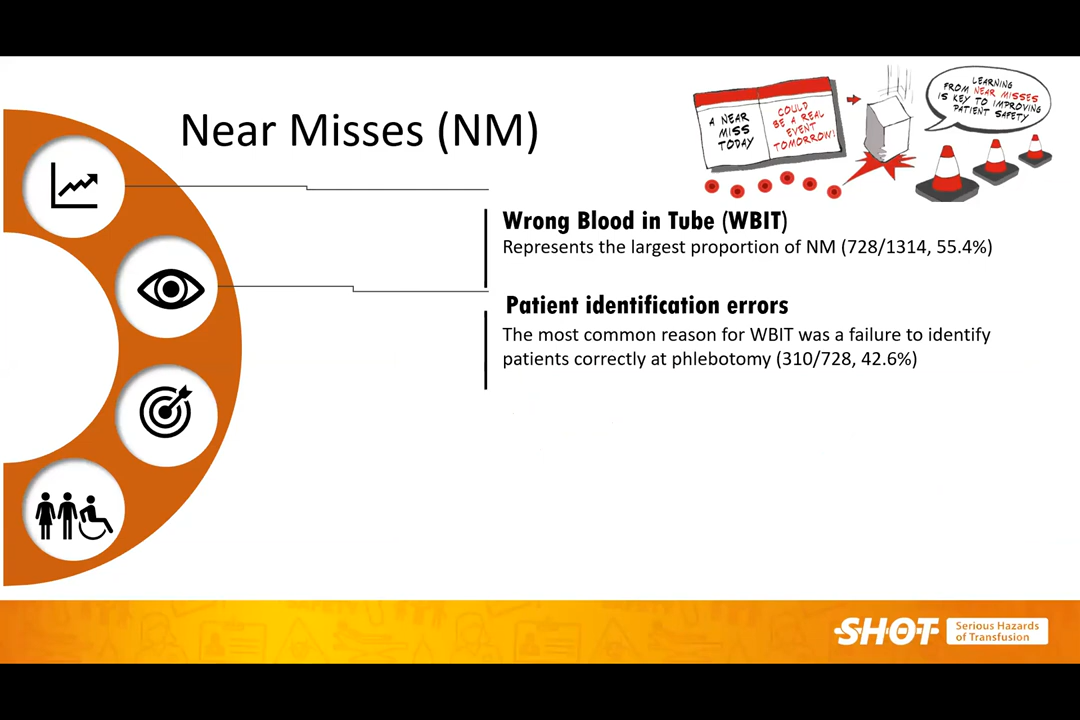 Near Misses (NM)
A NEAR
MISS
TODAY
COULD
BE A REAL
EVENT
TOMORROW!
LEARNING
FROM NEAR MISSES
IS KEY TO IMPROVING
PATIENT SAFETY
Wrong Blood in Tube (WBIT)
Represents the largest proportion of NM (728/1314, 55.4%)
Patient identification errors
The most common reason for WBIT was a failure to identify
patients correctly at phlebotomy (310/728, 42.6%)
SHOT
Serious Hazards
of Transfusion